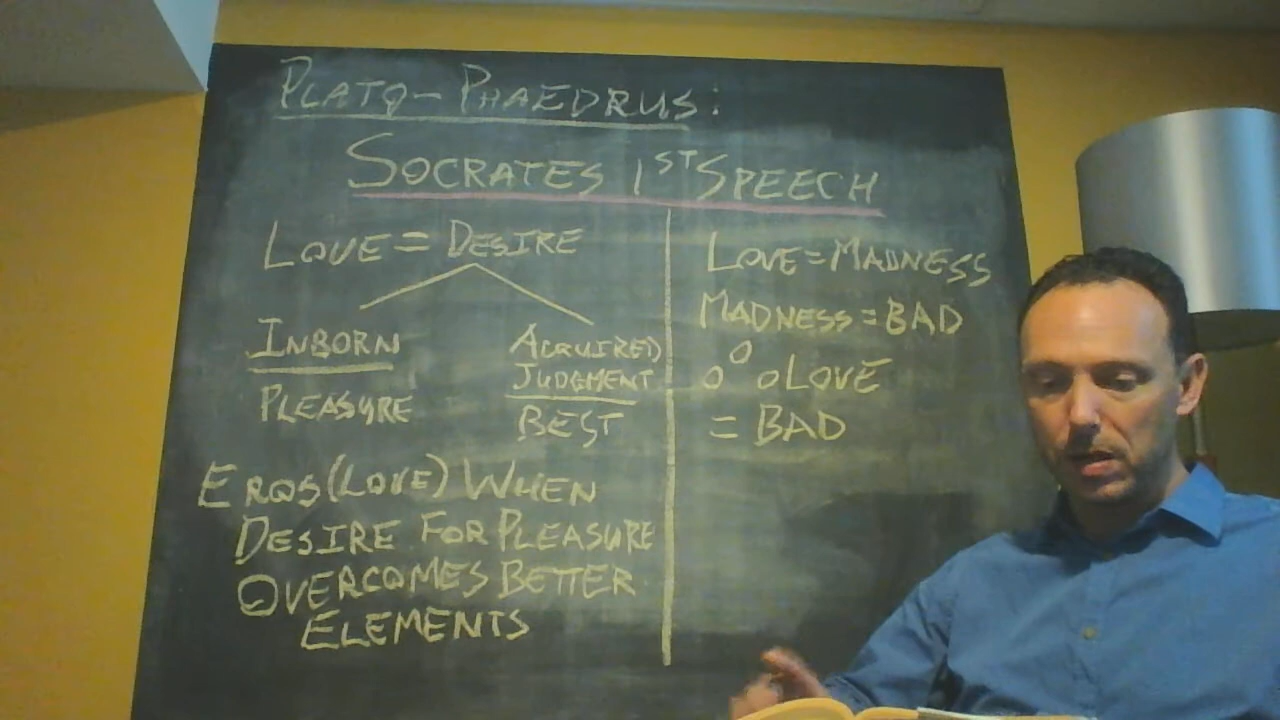 PLATO-PHAEDRUS:
SOCRATES 1ST SPEECH
LOVE = DESIRE
INBORN
PLEASURE
ACQUIRED
JUDGMENT
BEST
EROS (LOVE) WHEN
DESIRE FOR PLEASURE
OVERCOMES BETTER
ELEMENTS
LOVE = MADNESS
MADNESS = BAD
∴ LOVE
= BAD